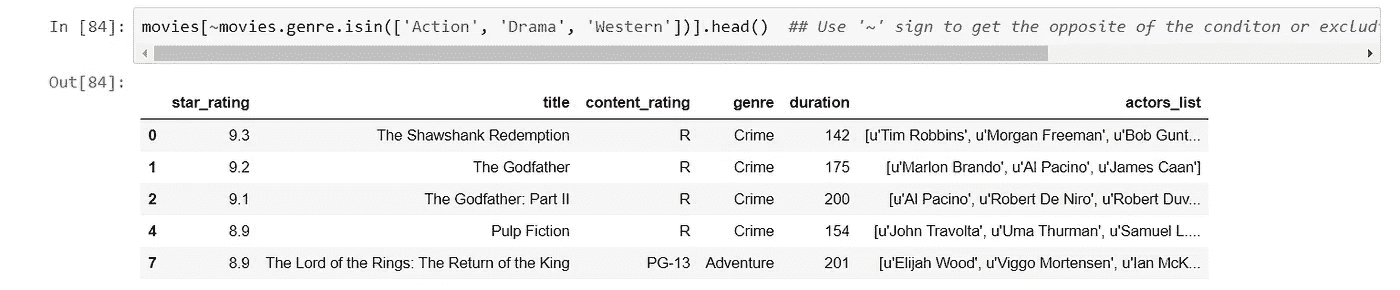 In [84]: movies[~movies.genre.isin(['Action', 'Drama', 'Western'])].head()  ## Use '~' sign to get the opposite of the conditon or exclud
Out[84]:
star_rating title content_rating genre duration actors_list
0 9.3 The Shawshank Redemption R Crime 142 [u'Tim Robbins', u'Morgan Freeman', u'Bob Gunt...
1 9.2 The Godfather R Crime 175 [u'Marlon Brando', u'Al Pacino', u'James Caan']
2 9.1 The Godfather: Part II R Crime 200 [u'Al Pacino', u'Robert De Niro', u'Robert Duv...
4 8.9 Pulp Fiction R Crime 154 [u'John Travolta', u'Uma Thurman', u'Samuel L....
7 8.9 The Lord of the Rings: The Return of the King PG-13 Adventure 201 [u'Elijah Wood', u'Viggo Mortensen', u'Ian McK...